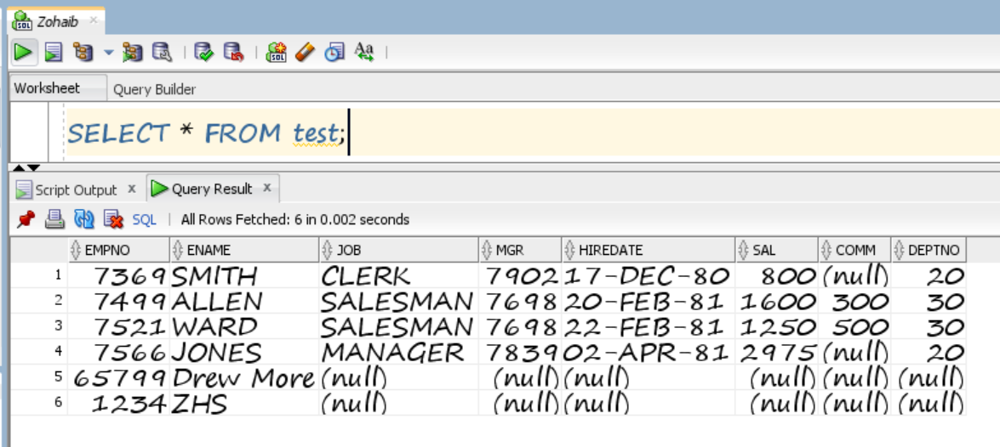 Zohaib
Worksheet Query Builder
SELECT * FROM test;
Script Output x Query Result x
SQL | All Rows Fetched: 6 in 0.002 seconds
EMPNO ENAME JOB MGR HIREDATE SAL COMM DEPTNO
1 7369 SMITH CLERK 7902 17-DEC-80 800 (null) 20
2 7499 ALLEN SALESMAN 7698 20-FEB-81 1600 300 30
3 7521 WARD SALESMAN 7698 22-FEB-81 1250 500 30
4 7566 JONES MANAGER 7839 02-APR-81 2975 (null) 20
5 65799 Drew More (null) (null) (null) (null) (null) (null)
6 1234 ZHS (null) (null) (null) (null) (null) (null)